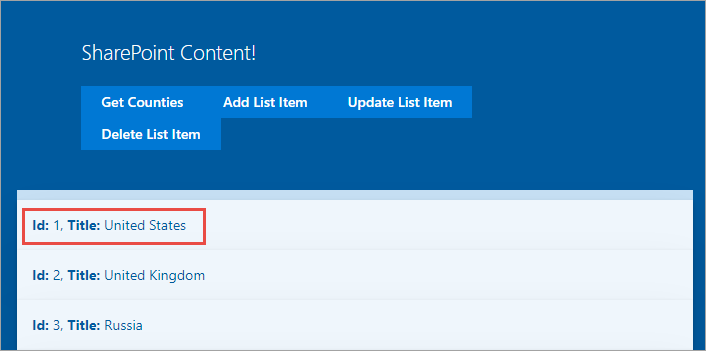 SharePoint Content!
Get Counties Add List Item Update List Item
Delete List Item
Id: 1, Title: United States
Id: 2, Title: United Kingdom
Id: 3, Title: Russia